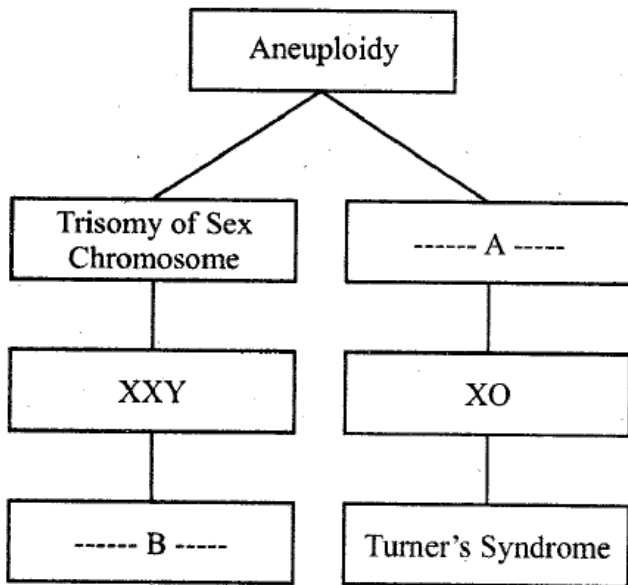 Aneuploidy
Trisomy of Sex
Chromosome
------ A -----
XXY
XO
------ B -----
Turner's Syndrome